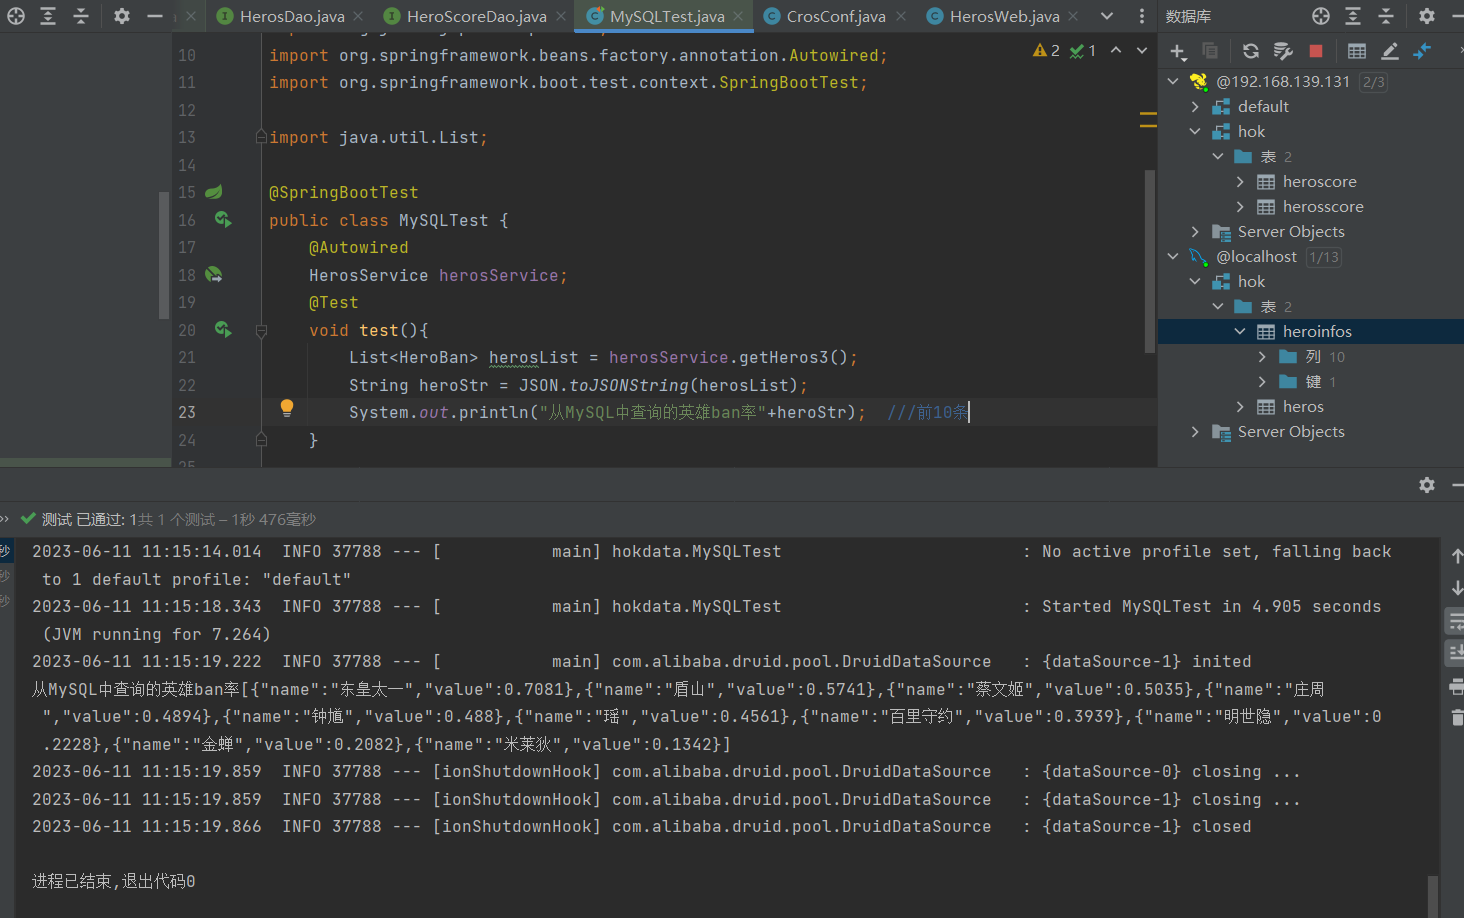 HerosDao.java
HeroScoreDao.java
MySQLTest.java
CrosConf.java
HerosWeb.java
数据库
10 import org.springframework.beans.factory.annotation.Autowired;
11 import org.springframework.boot.test.context.SpringBootTest;
12
13 import java.util.List;
14
15 @SpringBootTest
16 public class MySQLTest {
17 @Autowired
18 HerosService herosService;
19 @Test
20 void test(){
21 List<HeroBan> herosList = herosService.getHeros3();
22 String heroStr = JSON.toJSONString(herosList);
23 System.out.println("从MySQL中查询的英雄ban率"+heroStr); ///前10条
24 }
25
2 1
@192.168.139.131 2/3
default
hok
表 2
heroscore
herosscore
Server Objects
@localhost 1/13
hok
表 2
heroinfos
列 10
键 1
heros
Server Objects
测试 已通过: 1共 1 个测试 – 1秒 476毫秒
秒
秒
秒
2023-06-11 11:15:14.014 INFO 37788 --- [ main] hokdata.MySQLTest : No active profile set, falling back
to 1 default profile: "default"
2023-06-11 11:15:18.343 INFO 37788 --- [ main] hokdata.MySQLTest : Started MySQLTest in 4.905 seconds
(JVM running for 7.264)
2023-06-11 11:15:19.222 INFO 37788 --- [ main] com.alibaba.druid.pool.DruidDataSource : {dataSource-1} inited
从MySQL中查询的英雄ban率[{"name":"东皇太一","value":0.7081},{"name":"盾山","value":0.5741},{"name":"蔡文姬","value":0.5035},{"name":"庄周
","value":0.4894},{"name":"钟馗","value":0.488},{"name":"瑶","value":0.4561},{"name":"百里守约","value":0.3939},{"name":"明世隐","value":0
.2228},{"name":"金蝉","value":0.2082},{"name":"米莱狄","value":0.1342}]
2023-06-11 11:15:19.859 INFO 37788 --- [ionShutdownHook] com.alibaba.druid.pool.DruidDataSource : {dataSource-0} closing ...
2023-06-11 11:15:19.859 INFO 37788 --- [ionShutdownHook] com.alibaba.druid.pool.DruidDataSource : {dataSource-1} closing ...
2023-06-11 11:15:19.866 INFO 37788 --- [ionShutdownHook] com.alibaba.druid.pool.DruidDataSource : {dataSource-1} closed
进程已结束,退出代码0